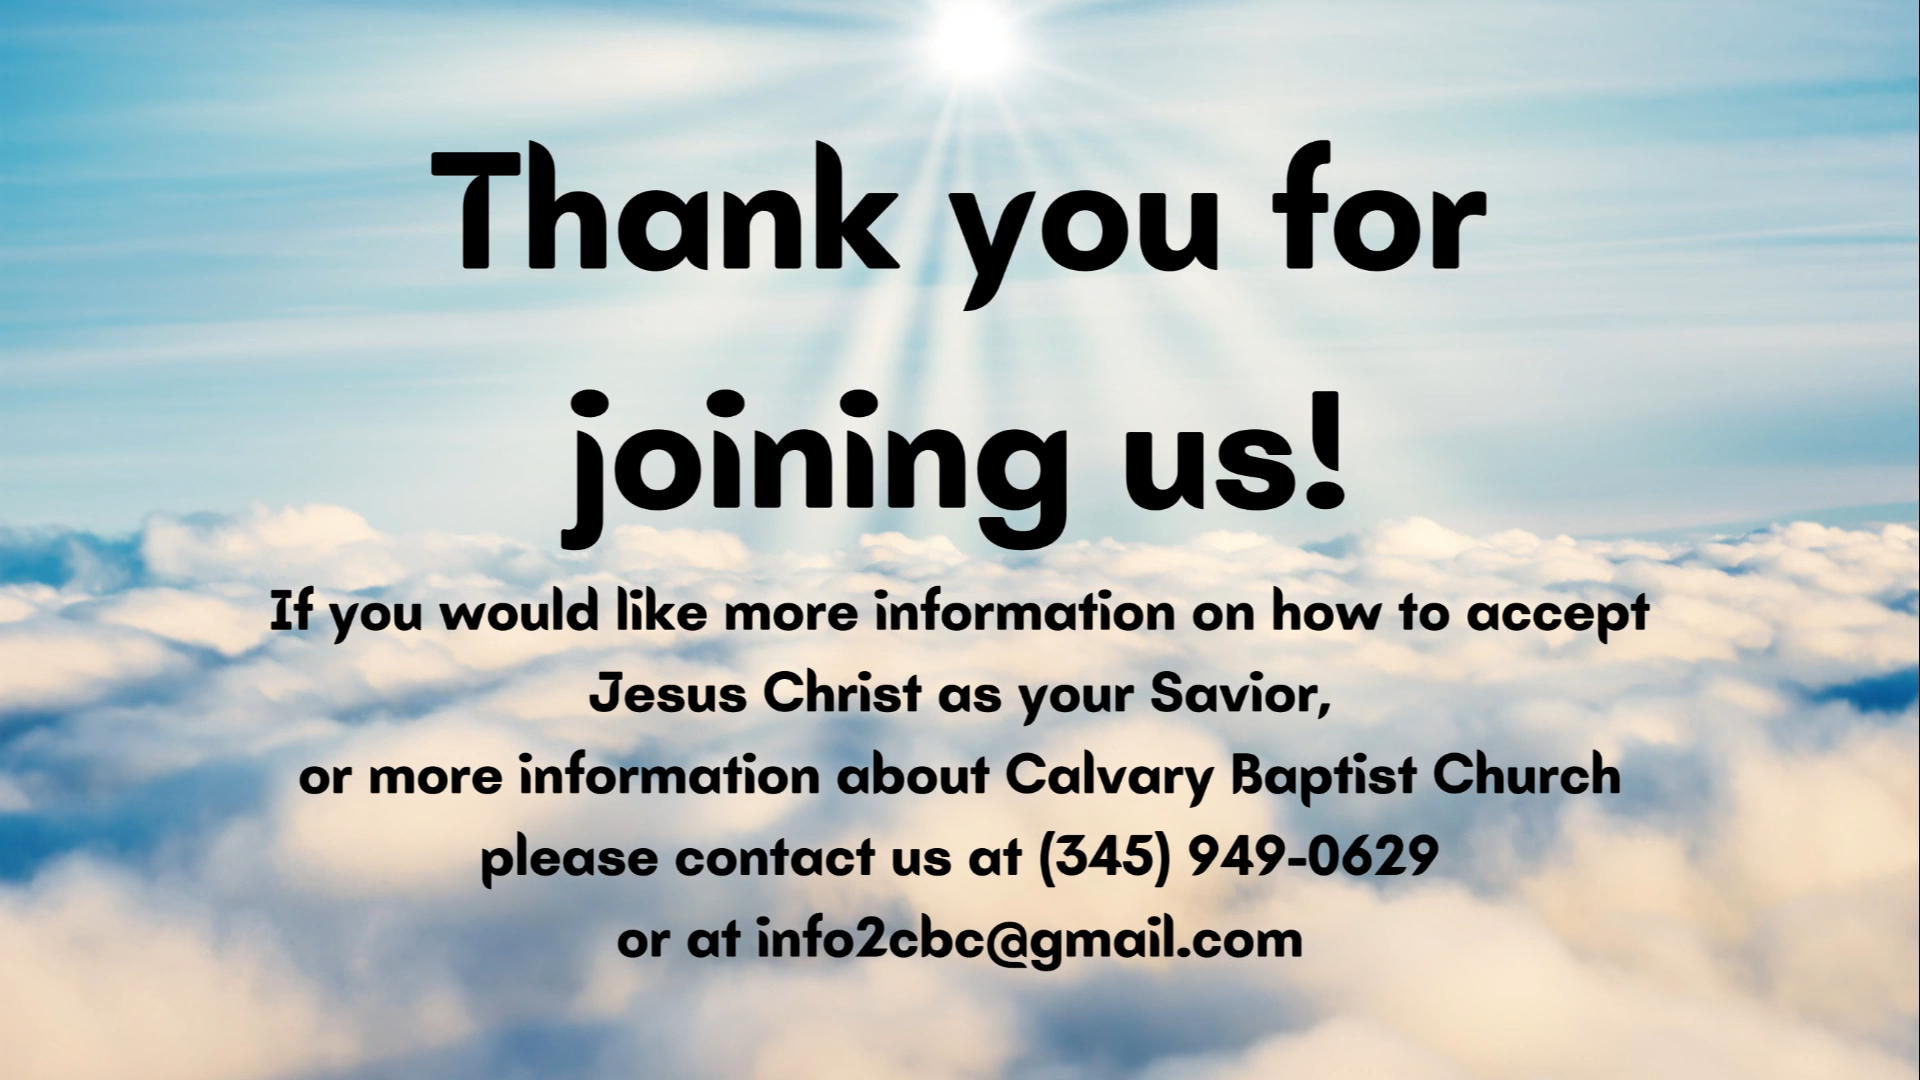 Thank you for
joining us!
If you would like more information on how to accept
Jesus Christ as your Savior,
or more information about Calvary Baptist Church
please contact us at (345) 949-0629
or at info2cbc@gmail.com